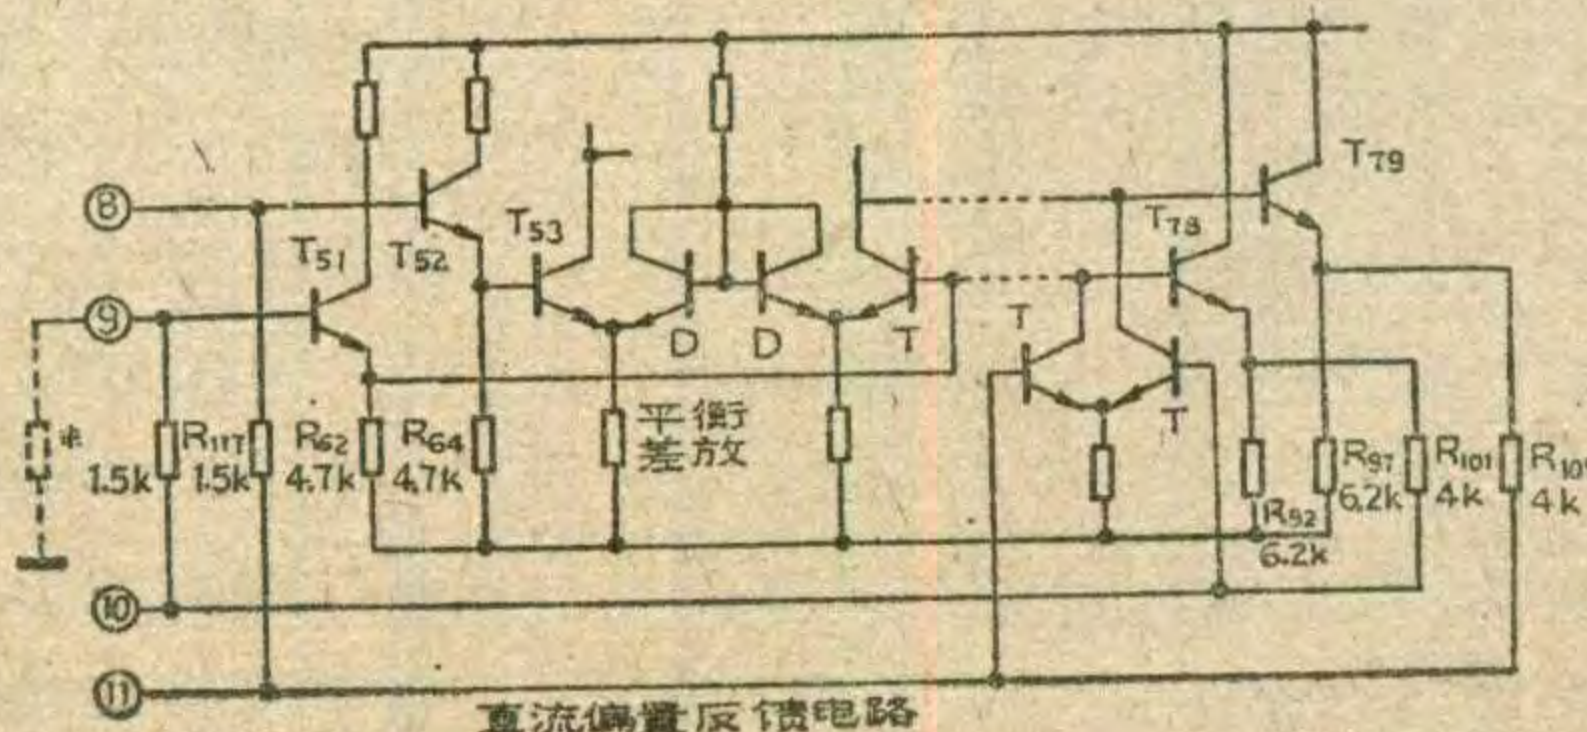 T₇₉
⑧
T₇₈
T₅₃
T₅₁
T₅₂
⑨
D
D
T
T
T
平衡
差放
*
1.5k
R₁₁₇
1.5k
R₆₂
4.7k
R₆₄
4.7k
R₉₂
6.2k
R₉₇
6.2k
R₁₀₁
4k
4k
⑩
⑪
直流偏置反馈电路